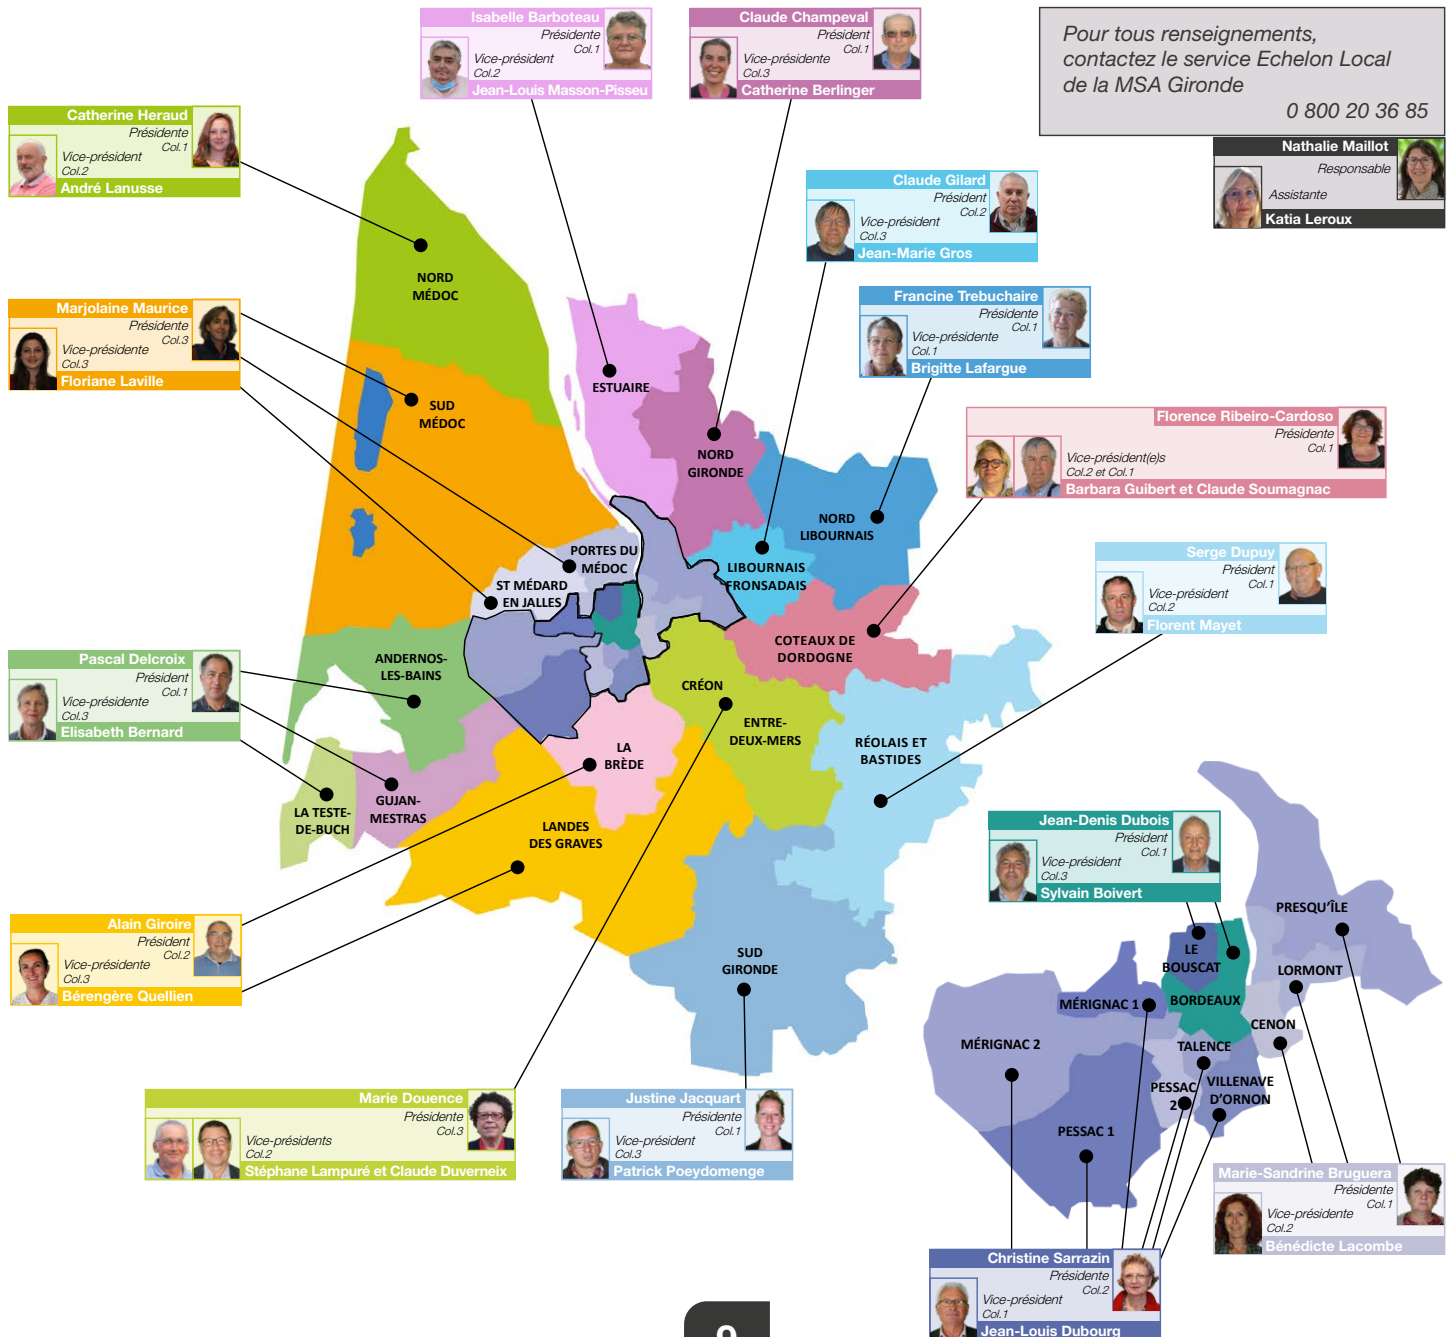 Isabelle Barboteau
Présidente
Col.1
Vice-président
Col.2
Jean-Louis Masson-Pisseu
Claude Champeval
Président
Col.1
Vice-présidente
Col.3
Catherine Berlinger
Pour tous renseignements,
contactez le service Echelon Local
de la MSA Gironde
0 800 20 36 85
Nathalie Maillot
Responsable
Assistante
Katia Leroux
Catherine Heraud
Présidente
Col.1
Vice-président
Col.2
André Lanusse
Claude Gilard
Président
Col.2
Vice-président
Col.3
Jean-Marie Gros
Marjolaine Maurice
Présidente
Col.3
Vice-présidente
Col.3
Floriane Laville
Francine Trebuchaire
Présidente
Col.1
Vice-présidente
Col.1
Brigitte Lafargue
Florence Ribeiro-Cardoso
Présidente
Col.1
Vice-président(e)s
Col.2 et Col.1
Barbara Guibert et Claude Soumagnac
Serge Dupuy
Président
Col.1
Vice-président
Col.2
Florent Mayet
Pascal Delcroix
Président
Col.1
Vice-présidente
Col.3
Elisabeth Bernard
NORD
MÉDOC
SUD
MÉDOC
ESTUAIRE
NORD
GIRONDE
NORD
LIBOURNAIS
LIBOURNAIS
FRONSADAIS
PORTES DU
MÉDOC
ST MÉDARD
EN JALLES
COTEAUX DE
DORDOGNE
ANDERNOS-
LES-BAINS
CRÉON
ENTRE-
DEUX-MERS
RÉOLAIS ET
BASTIDES
LA
BRÈDE
GUJAN-
MESTRAS
LA TESTE-
DE-BUCH
LANDES
DES GRAVES
SUD
GIRONDE
Alain Giroire
Président
Col.2
Vice-présidente
Col.3
Bérengère Quellien
Jean-Denis Dubois
Président
Col.1
Vice-président
Col.3
Sylvain Boivert
PRESQU'ÎLE
LE
BOUSCAT
LORMONT
BORDEAUX
MÉRIGNAC 1
CENON
MÉRIGNAC 2
TALENCE
PESSAC
2
VILLENAVE
D'ORNON
PESSAC 1
Marie Douence
Présidente
Col.3
Vice-présidents
Col.2
Stéphane Lampuré et Claude Duverneix
Justine Jacquart
Présidente
Col.1
Vice-président
Col.3
Patrick Poeydomenge
Marie-Sandrine Bruguera
Présidente
Col.1
Vice-présidente
Col.2
Bénédicte Lacombe
Christine Sarrazin
Présidente
Col.2
Vice-président
Col.1
Jean-Louis Dubourg
9